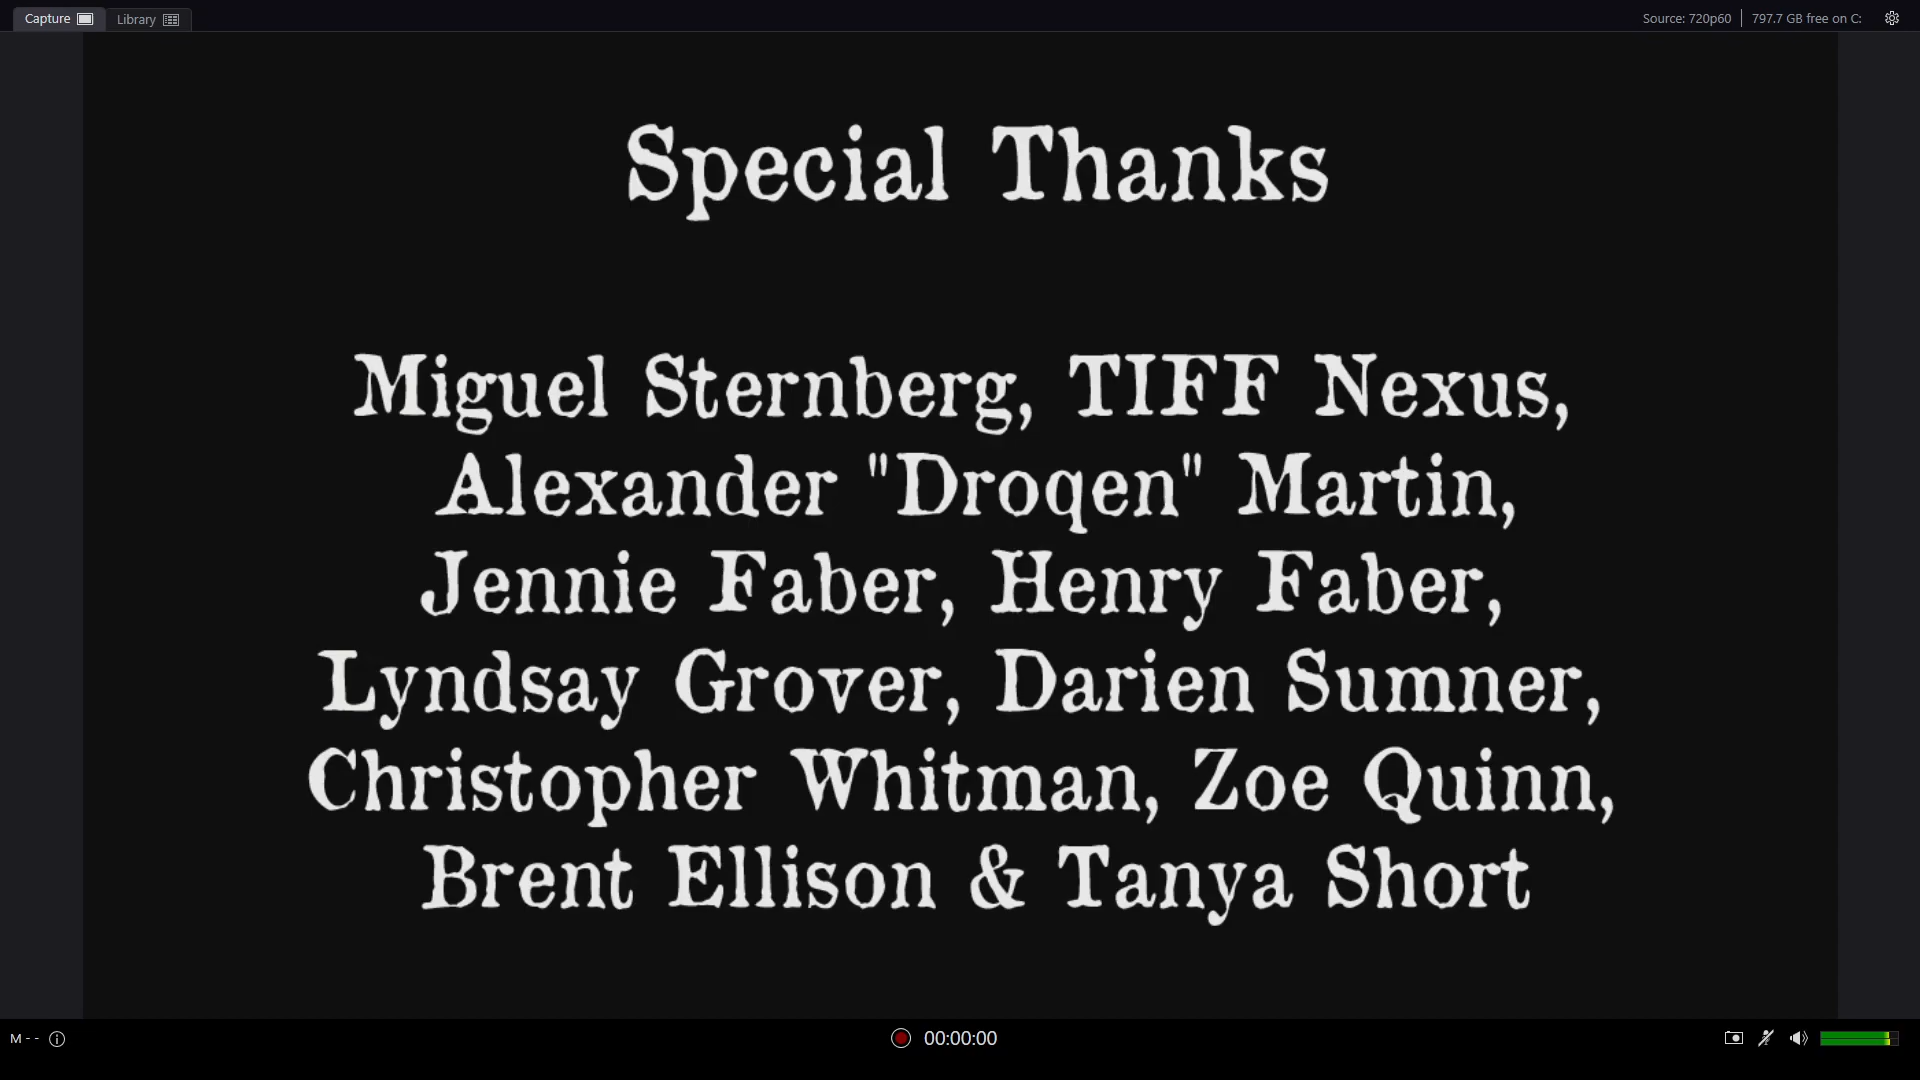 Capture
Library
Source: 720p60
797.7 GB free on C:
Special Thanks
Miguel Sternberg, TIFF Nexus,
Alexander "Droqen" Martin,
Jennie Faber, Henry Faber,
Lyndsay Grover, Darien Sumner,
Christopher Whitman, Zoe Quinn,
Brent Ellison & Tanya Short
M - -
00:00:00